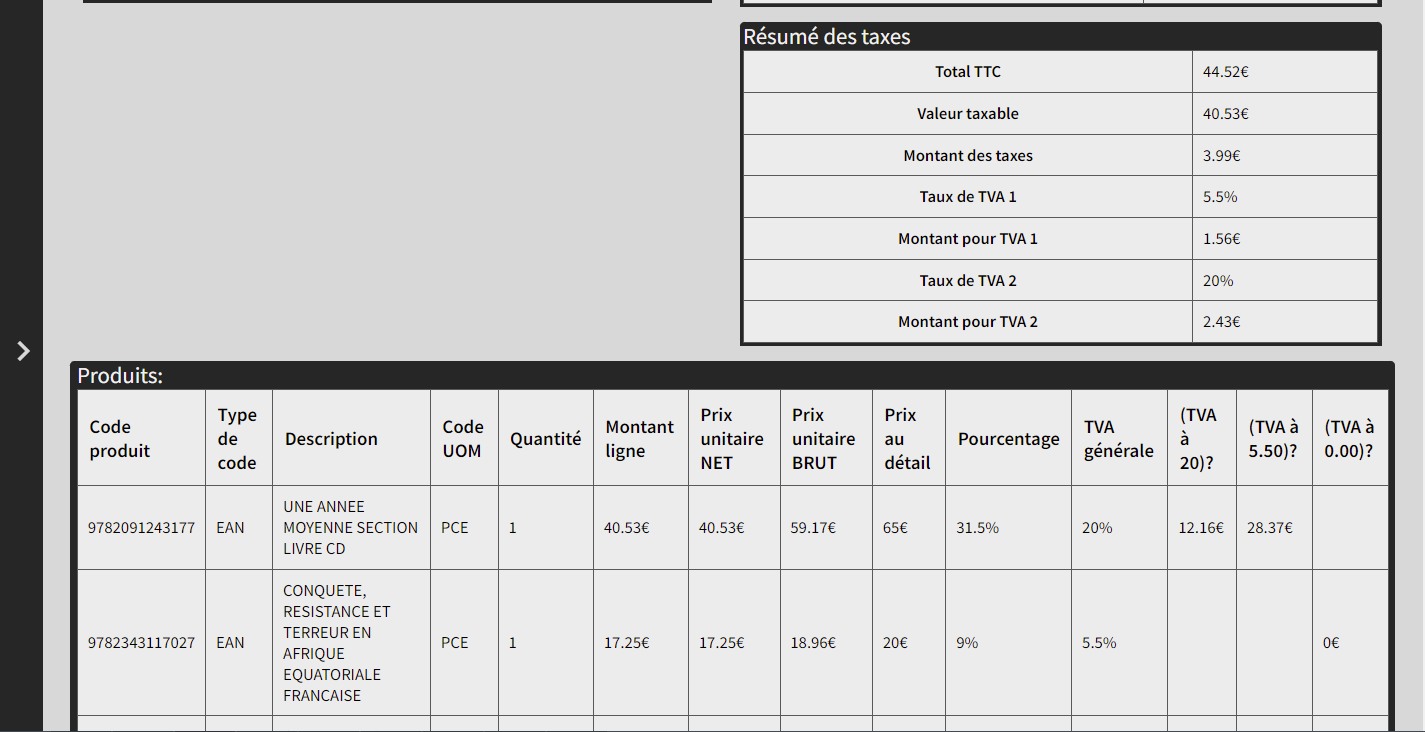 Résumé des taxes
Total TTC 44.52€
Valeur taxable 40.53€
Montant des taxes 3.99€
Taux de TVA 1 5.5%
Montant pour TVA 1 1.56€
Taux de TVA 2 20%
Montant pour TVA 2 2.43€
Produits:
Code produit Type de code Description Code UOM Quantité Montant ligne Prix unitaire NET Prix unitaire BRUT Prix au détail Pourcentage TVA générale (TVA à 20)? (TVA à 5.50)? (TVA à 0.00)?
9782091243177 EAN UNE ANNEE MOYENNE SECTION LIVRE CD PCE 1 40.53€ 40.53€ 59.17€ 65€ 31.5% 20% 12.16€ 28.37€
9782343117027 EAN CONQUETE, RESISTANCE ET TERREUR EN AFRIQUE EQUATORIALE FRANCAISE PCE 1 17.25€ 17.25€ 18.96€ 20€ 9% 5.5% 0€